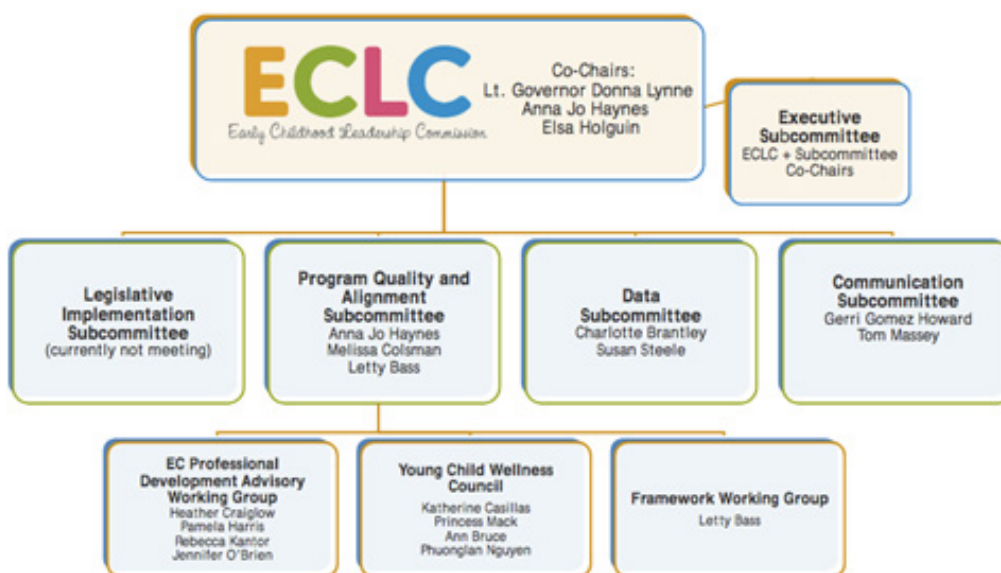 ECLC
Early Childhood Leadership Commission
Co-Chairs:
Lt. Governor Donna Lynne
Anna Jo Haynes
Elsa Holguin
Executive
Subcommittee
ECLC + Subcommittee
Co-Chairs
Legislative
Implementation
Subcommittee
(currently not meeting)
Program Quality and
Alignment
Subcommittee
Anna Jo Haynes
Melissa Colsman
Letty Bass
Data
Subcommittee
Charlotte Brantley
Susan Steele
Communication
Subcommittee
Gerri Gomez Howard
Tom Massey
EC Professional
Development Advisory
Working Group
Heather Craiglow
Pamela Harris
Rebecca Kantor
Jennifer O'Brien
Young Child Wellness
Council
Katherine Casillas
Princess Mack
Ann Bruce
Phuonglan Nguyen
Framework Working Group
Letty Bass